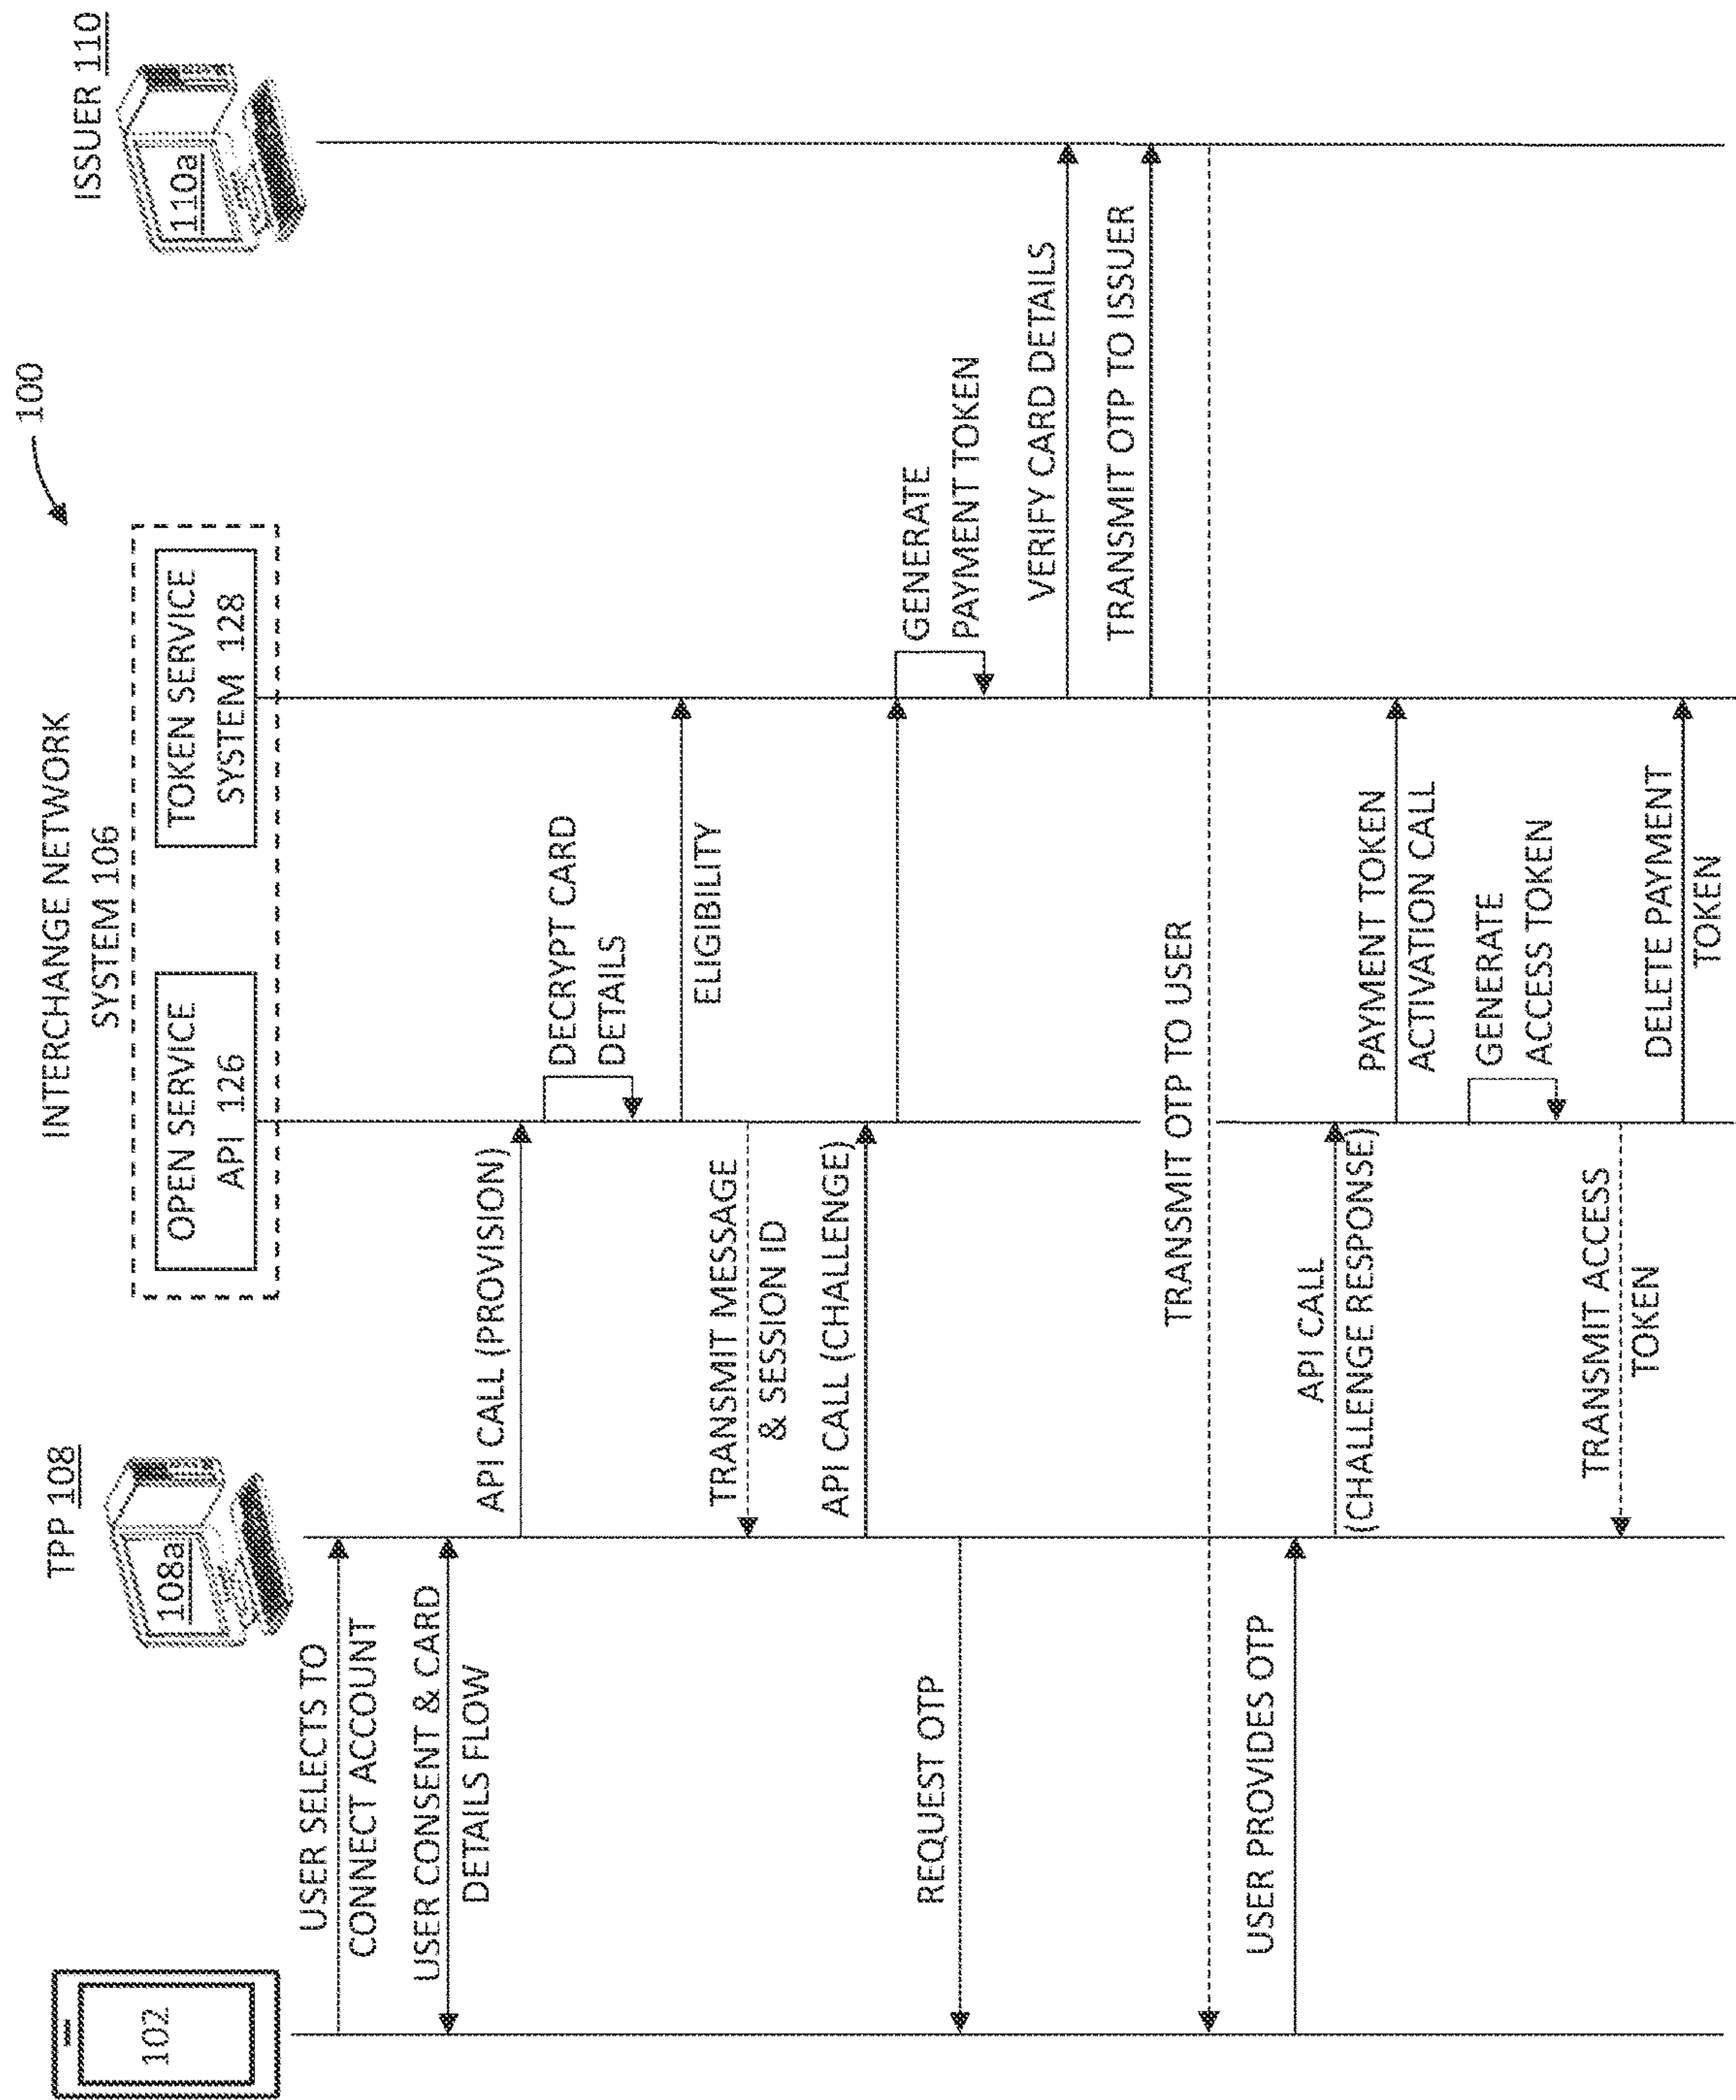 100
102
TPP 108
108a
INTERCHANGE NETWORK
SYSTEM 106
OPEN SERVICE
API 126
TOKEN SERVICE
SYSTEM 128
ISSUER 110
110a
USER SELECTS TO
CONNECT ACCOUNT
USER CONSENT & CARD
DETAILS FLOW
API CALL (PROVISION)
DECRYPT CARD
DETAILS
ELIGIBILITY
TRANSMIT MESSAGE
& SESSION ID
API CALL (CHALLENGE)
GENERATE
PAYMENT TOKEN
REQUEST OTP
VERIFY CARD DETAILS
TRANSMIT OTP TO ISSUER
TRANSMIT OTP TO USER
USER PROVIDES OTP
API CALL
(CHALLENGE RESPONSE)
PAYMENT TOKEN
ACTIVATION CALL
GENERATE
ACCESS TOKEN
TRANSMIT ACCESS
TOKEN
DELETE PAYMENT
TOKEN